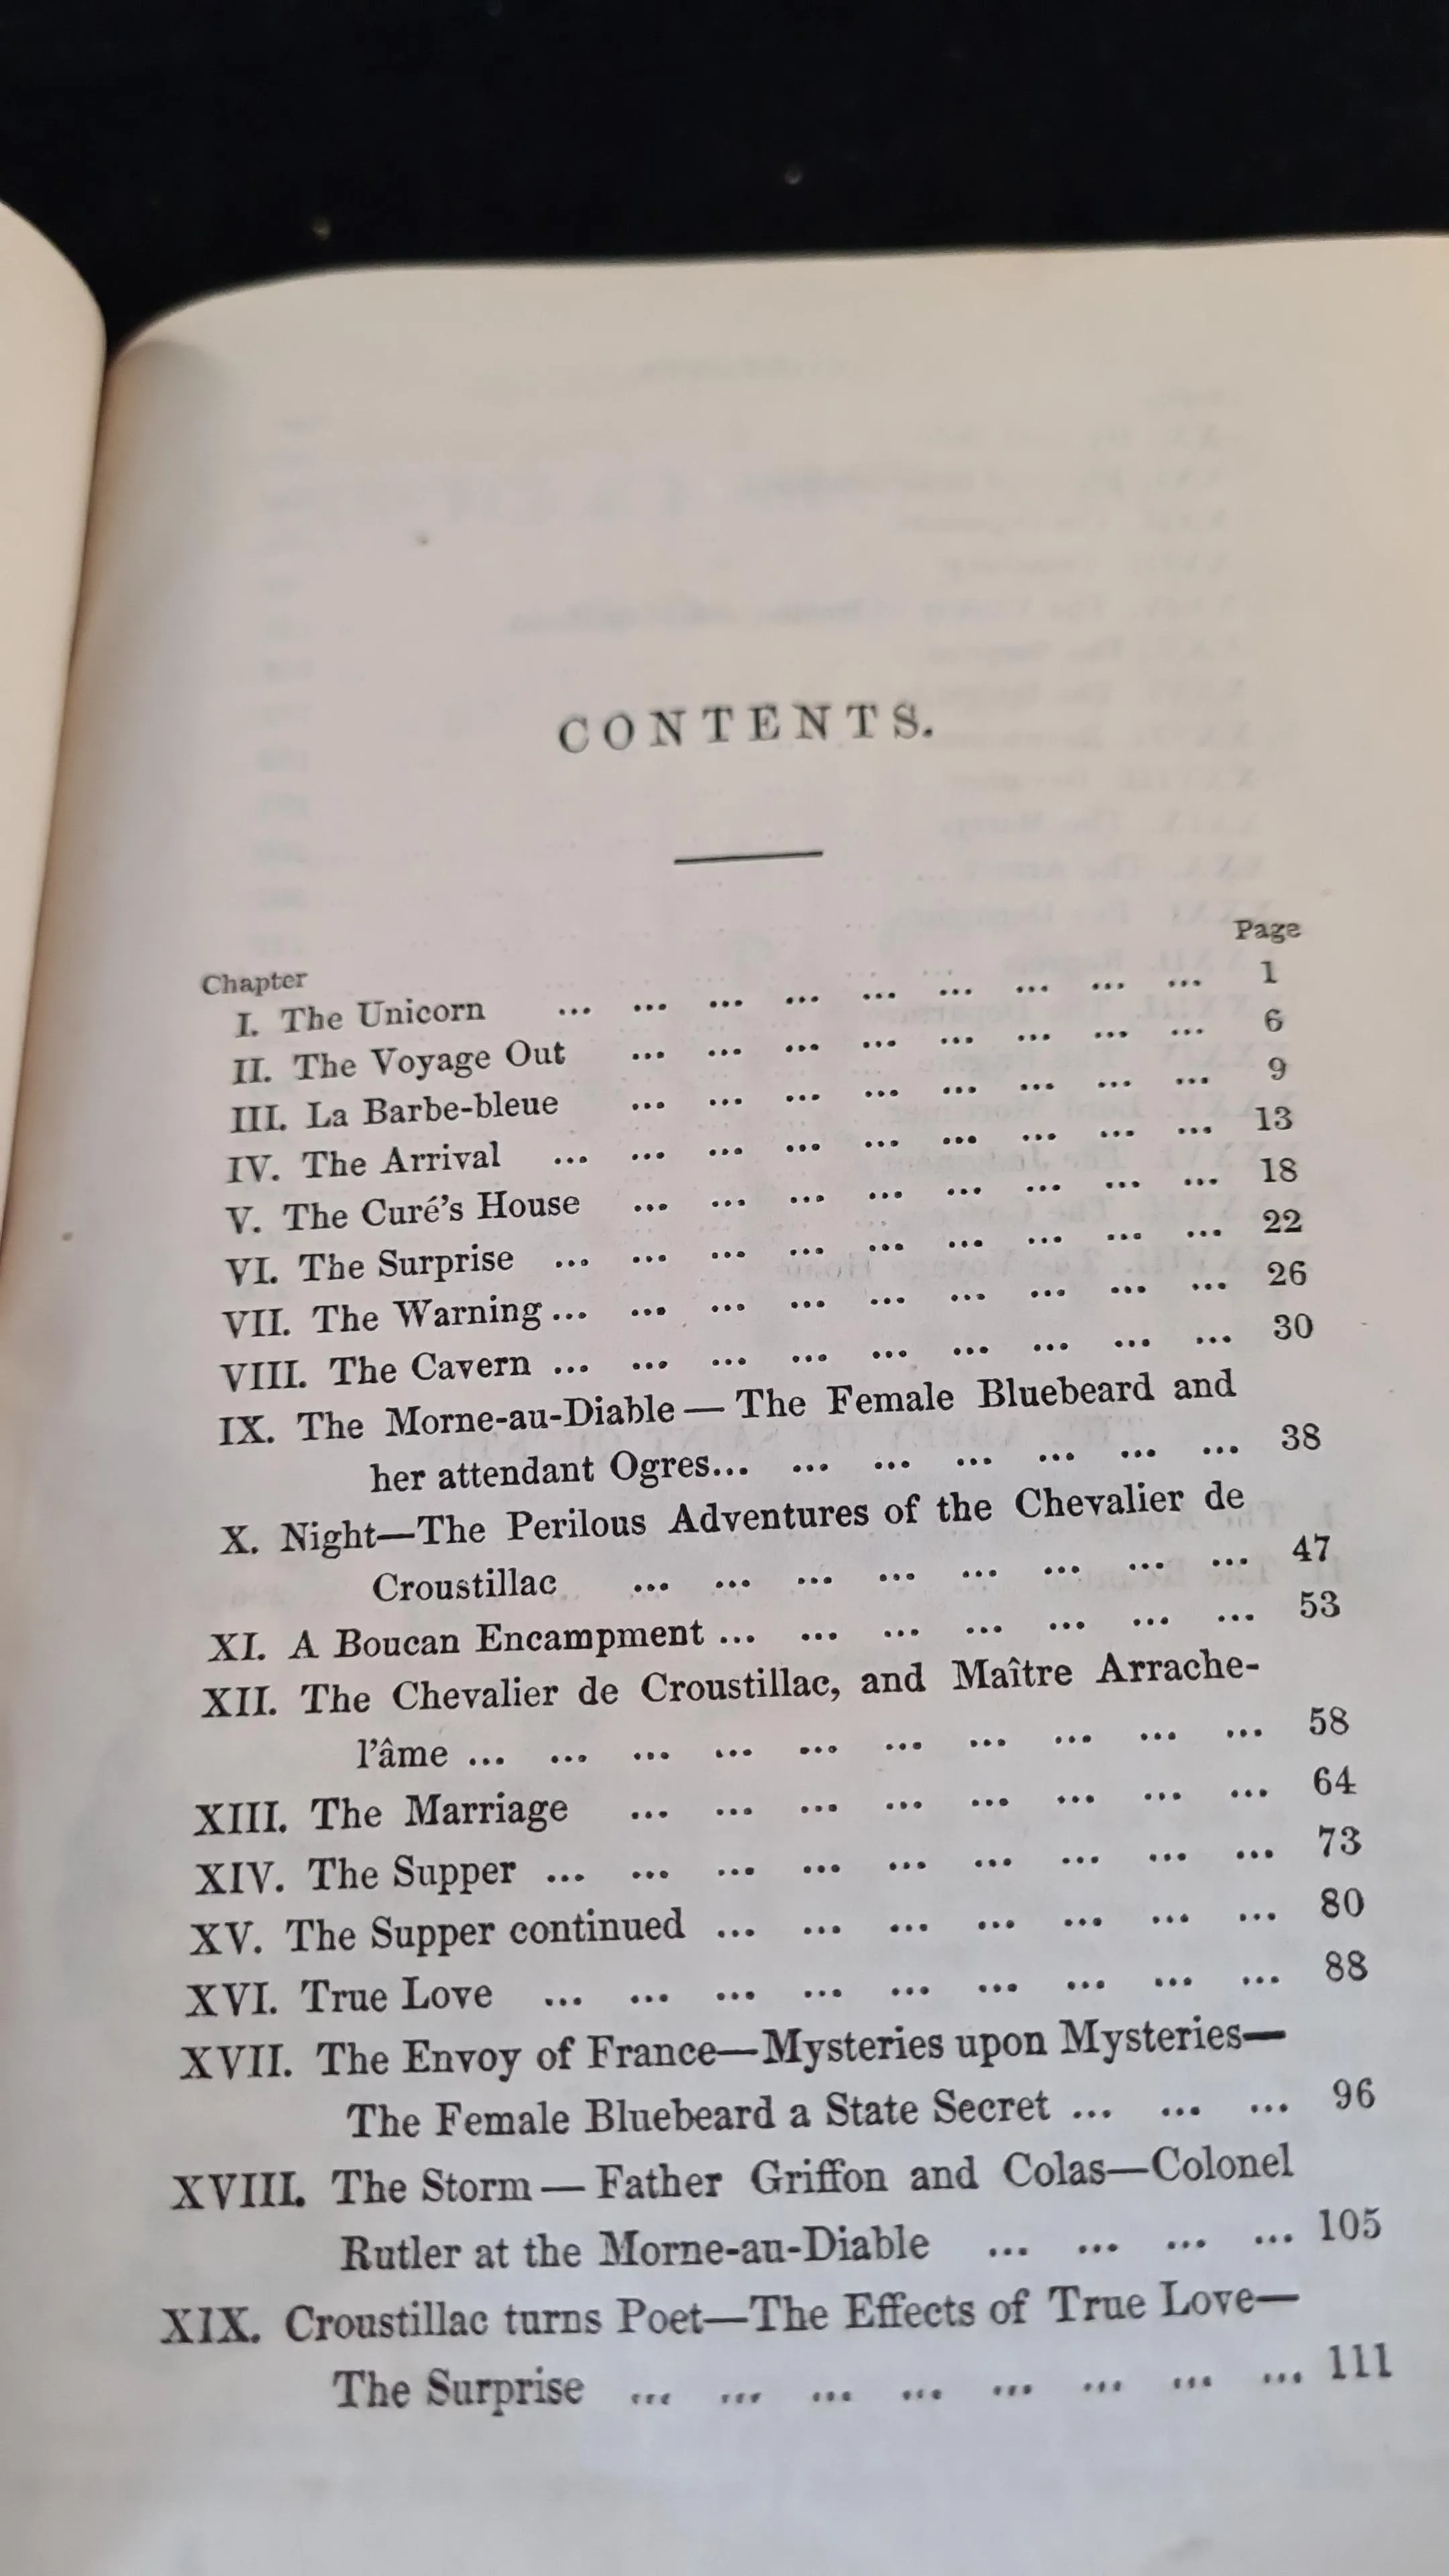 CONTENTS.
Page
Chapter
I. The Unicorn ... ... ... ... ... ... ... ... ... 1
II. The Voyage Out ... ... ... ... ... ... ... ... 6
III. La Barbe-bleue ... ... ... ... ... ... ... ... 9
IV. The Arrival ... ... ... ... ... ... ... ... ... 13
V. The Curé's House ... ... ... ... ... ... ... ... 18
VI. The Surprise ... ... ... ... ... ... ... ... ... 22
VII. The Warning ... ... ... ... ... ... ... ... ... 26
VIII. The Cavern ... ... ... ... ... ... ... ... ... 30
IX. The Morne-au-Diable — The Female Bluebeard and
her attendant Ogres... ... ... ... ... ... ... 38
X. Night—The Perilous Adventures of the Chevalier de
Croustillac ... ... ... ... ... ... ... ... 47
XI. A Boucan Encampment ... ... ... ... ... ... ... 53
XII. The Chevalier de Croustillac, and Maître Arrache-
l'âme ... ... ... ... ... ... ... ... ... ... 58
XIII. The Marriage ... ... ... ... ... ... ... ... 64
XIV. The Supper ... ... ... ... ... ... ... ... ... 73
XV. The Supper continued ... ... ... ... ... ... ... 80
XVI. True Love ... ... ... ... ... ... ... ... ... 88
XVII. The Envoy of France—Mysteries upon Mysteries—
The Female Bluebeard a State Secret ... ... ... 96
XVIII. The Storm — Father Griffon and Colas—Colonel
Rutler at the Morne-au-Diable ... ... ... ... 105
XIX. Croustillac turns Poet—The Effects of True Love—
The Surprise ... ... ... ... ... ... ... ... 111